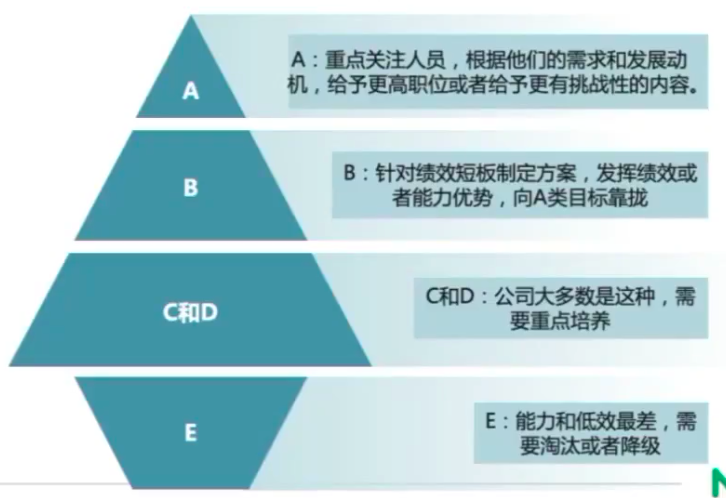 A
A：重点关注人员，根据他们的需求和发展动
机，给予更高职位或者给予更有挑战性的内容。
B
B：针对绩效短板制定方案，发挥绩效或
者能力优势，向A类目标靠拢
C和D
C和D：公司大多数是这种，需
要重点培养
E
E：能力和低效最差，需
要淘汰或者降级